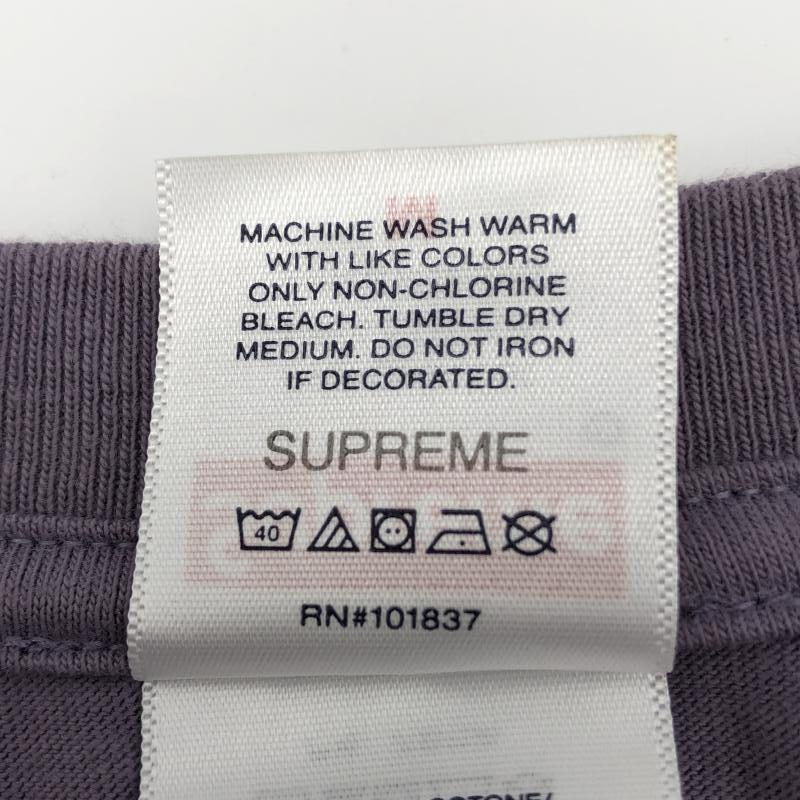 MACHINE WASH WARM
WITH LIKE COLORS
ONLY NON-CHLORINE
BLEACH. TUMBLE DRY
MEDIUM. DO NOT IRON
IF DECORATED.
SUPREME
40
RN#101837